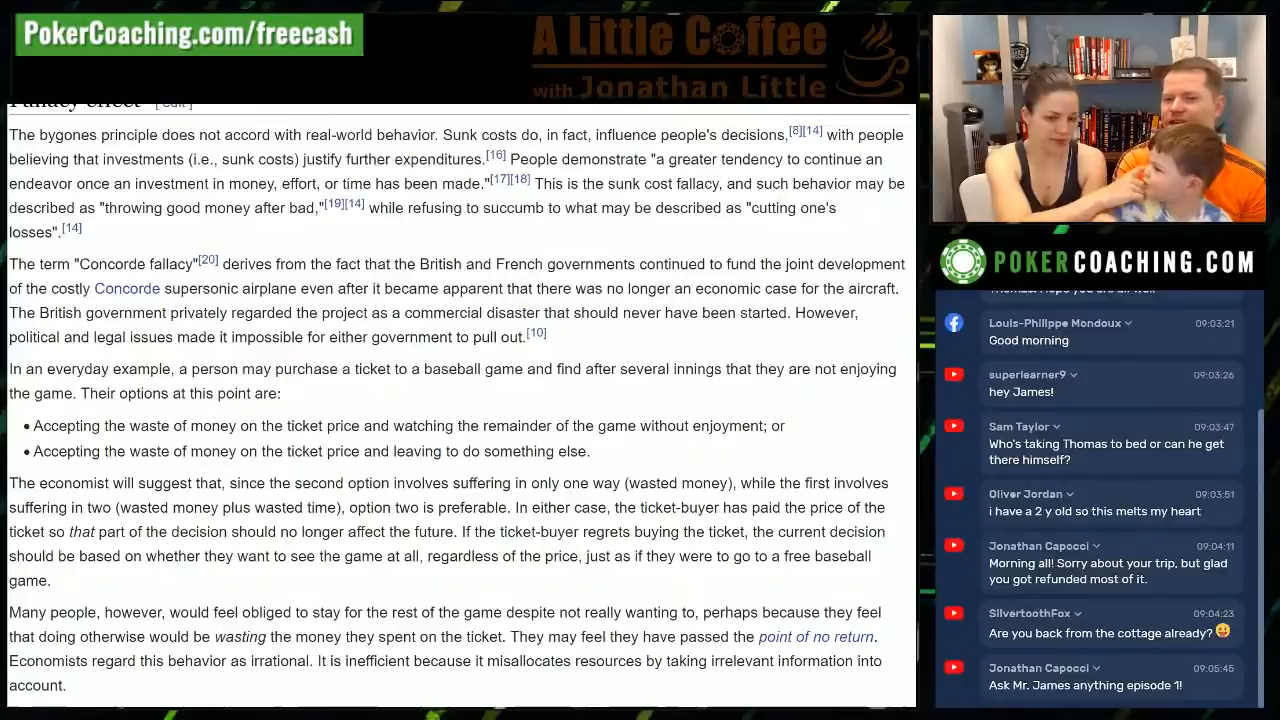 PokerCoaching.com/freecash
A Little Coffee
with Jonathan Little
Fallacy effect [ edit ]
The bygones principle does not accord with real-world behavior. Sunk costs do, in fact, influence people's decisions,[8][14] with people
believing that investments (i.e., sunk costs) justify further expenditures.[16] People demonstrate "a greater tendency to continue an
endeavor once an investment in money, effort, or time has been made."[17][18] This is the sunk cost fallacy, and such behavior may be
described as "throwing good money after bad,"[19][14] while refusing to succumb to what may be described as "cutting one's
losses".[14]
The term "Concorde fallacy"[20] derives from the fact that the British and French governments continued to fund the joint development
of the costly Concorde supersonic airplane even after it became apparent that there was no longer an economic case for the aircraft.
The British government privately regarded the project as a commercial disaster that should never have been started. However,
political and legal issues made it impossible for either government to pull out.[10]
In an everyday example, a person may purchase a ticket to a baseball game and find after several innings that they are not enjoying
the game. Their options at this point are:
• Accepting the waste of money on the ticket price and watching the remainder of the game without enjoyment; or
• Accepting the waste of money on the ticket price and leaving to do something else.
The economist will suggest that, since the second option involves suffering in only one way (wasted money), while the first involves
suffering in two (wasted money plus wasted time), option two is preferable. In either case, the ticket-buyer has paid the price of the
ticket so that part of the decision should no longer affect the future. If the ticket-buyer regrets buying the ticket, the current decision
should be based on whether they want to see the game at all, regardless of the price, just as if they were to go to a free baseball
game.
Many people, however, would feel obliged to stay for the rest of the game despite not really wanting to, perhaps because they feel
that doing otherwise would be wasting the money they spent on the ticket. They may feel they have passed the point of no return.
Economists regard this behavior as irrational. It is inefficient because it misallocates resources by taking irrelevant information into
account.
POKERCOACHING.COM
Louis-Philippe Mondoux 09:03:21
Good morning
superlearner9 09:03:26
hey James!
Sam Taylor 09:03:47
Who's taking Thomas to bed or can he get
there himself?
Oliver Jordan 09:03:51
i have a 2 y old so this melts my heart
Jonathan Capocci 09:04:11
Morning all! Sorry about your trip, but glad
you got refunded most of it.
SilvertoothFox 09:04:23
Are you back from the cottage already? 😛
Jonathan Capocci 09:05:45
Ask Mr. James anything episode 1!